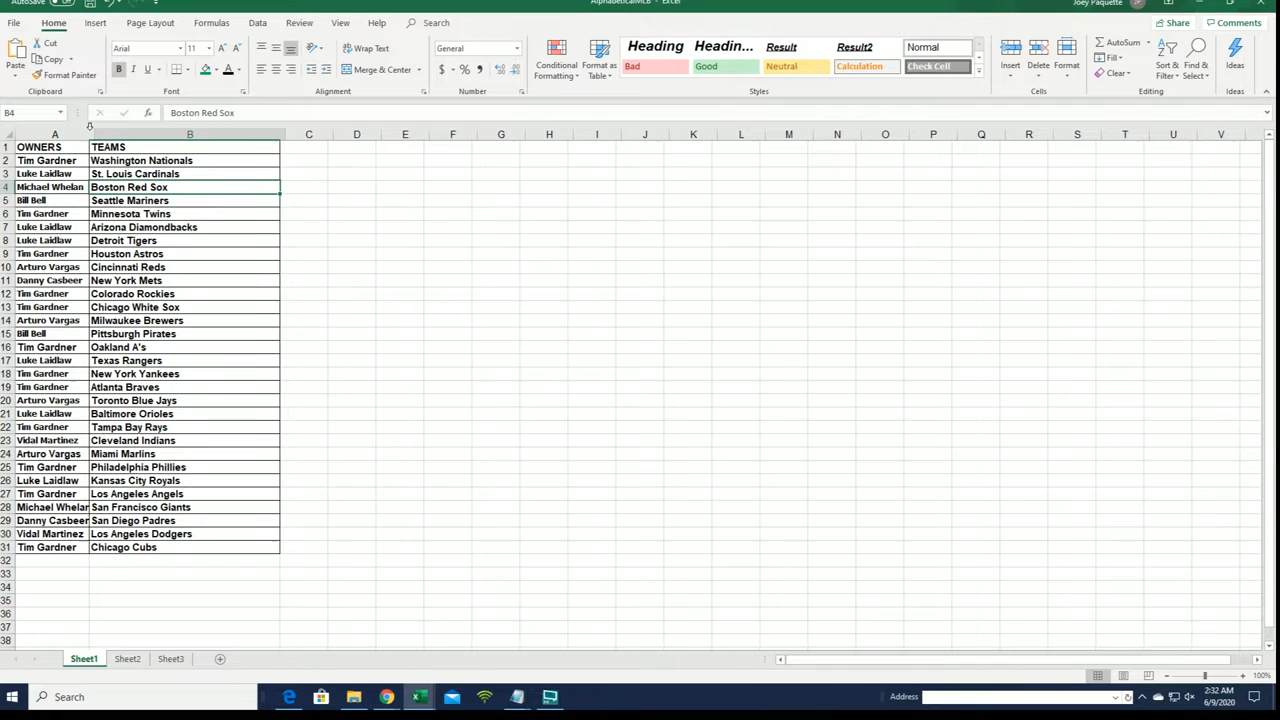 AutoSave Off AlphabeticalMLB - Excel Joey Paquette JP
File Home Insert Page Layout Formulas Data Review View Help Search Share Comments
Paste Cut Copy Format Painter Clipboard
Arial 11 A A B I U A Font
Wrap Text Merge & Center Alignment
General $ % , Number
Conditional Formatting Format as Table
Heading Headin... Result Result2 Normal
Bad Good Neutral Calculation Check Cell
Styles
Insert Delete Format Cells
AutoSum Fill Clear Sort & Filter Find & Select Editing
Ideas Ideas
B4 fx Boston Red Sox
A B C D E F G H I J K L M N O P Q R S T U V
1 OWNERS TEAMS
2 Tim Gardner Washington Nationals
3 Luke Laidlaw St. Louis Cardinals
4 Michael Whelan Boston Red Sox
5 Bill Bell Seattle Mariners
6 Tim Gardner Minnesota Twins
7 Luke Laidlaw Arizona Diamondbacks
8 Luke Laidlaw Detroit Tigers
9 Tim Gardner Houston Astros
10 Arturo Vargas Cincinnati Reds
11 Danny Casbeer New York Mets
12 Tim Gardner Colorado Rockies
13 Tim Gardner Chicago White Sox
14 Arturo Vargas Milwaukee Brewers
15 Bill Bell Pittsburgh Pirates
16 Tim Gardner Oakland A's
17 Luke Laidlaw Texas Rangers
18 Tim Gardner New York Yankees
19 Tim Gardner Atlanta Braves
20 Arturo Vargas Toronto Blue Jays
21 Luke Laidlaw Baltimore Orioles
22 Tim Gardner Tampa Bay Rays
23 Vidal Martinez Cleveland Indians
24 Arturo Vargas Miami Marlins
25 Tim Gardner Philadelphia Phillies
26 Luke Laidlaw Kansas City Royals
27 Tim Gardner Los Angeles Angels
28 Michael Whelan San Francisco Giants
29 Danny Casbeer San Diego Padres
30 Vidal Martinez Los Angeles Dodgers
31 Tim Gardner Chicago Cubs
32
33
34
35
36
37
38
Sheet1 Sheet2 Sheet3
100%
Search Address 2:32 AM
6/9/2020